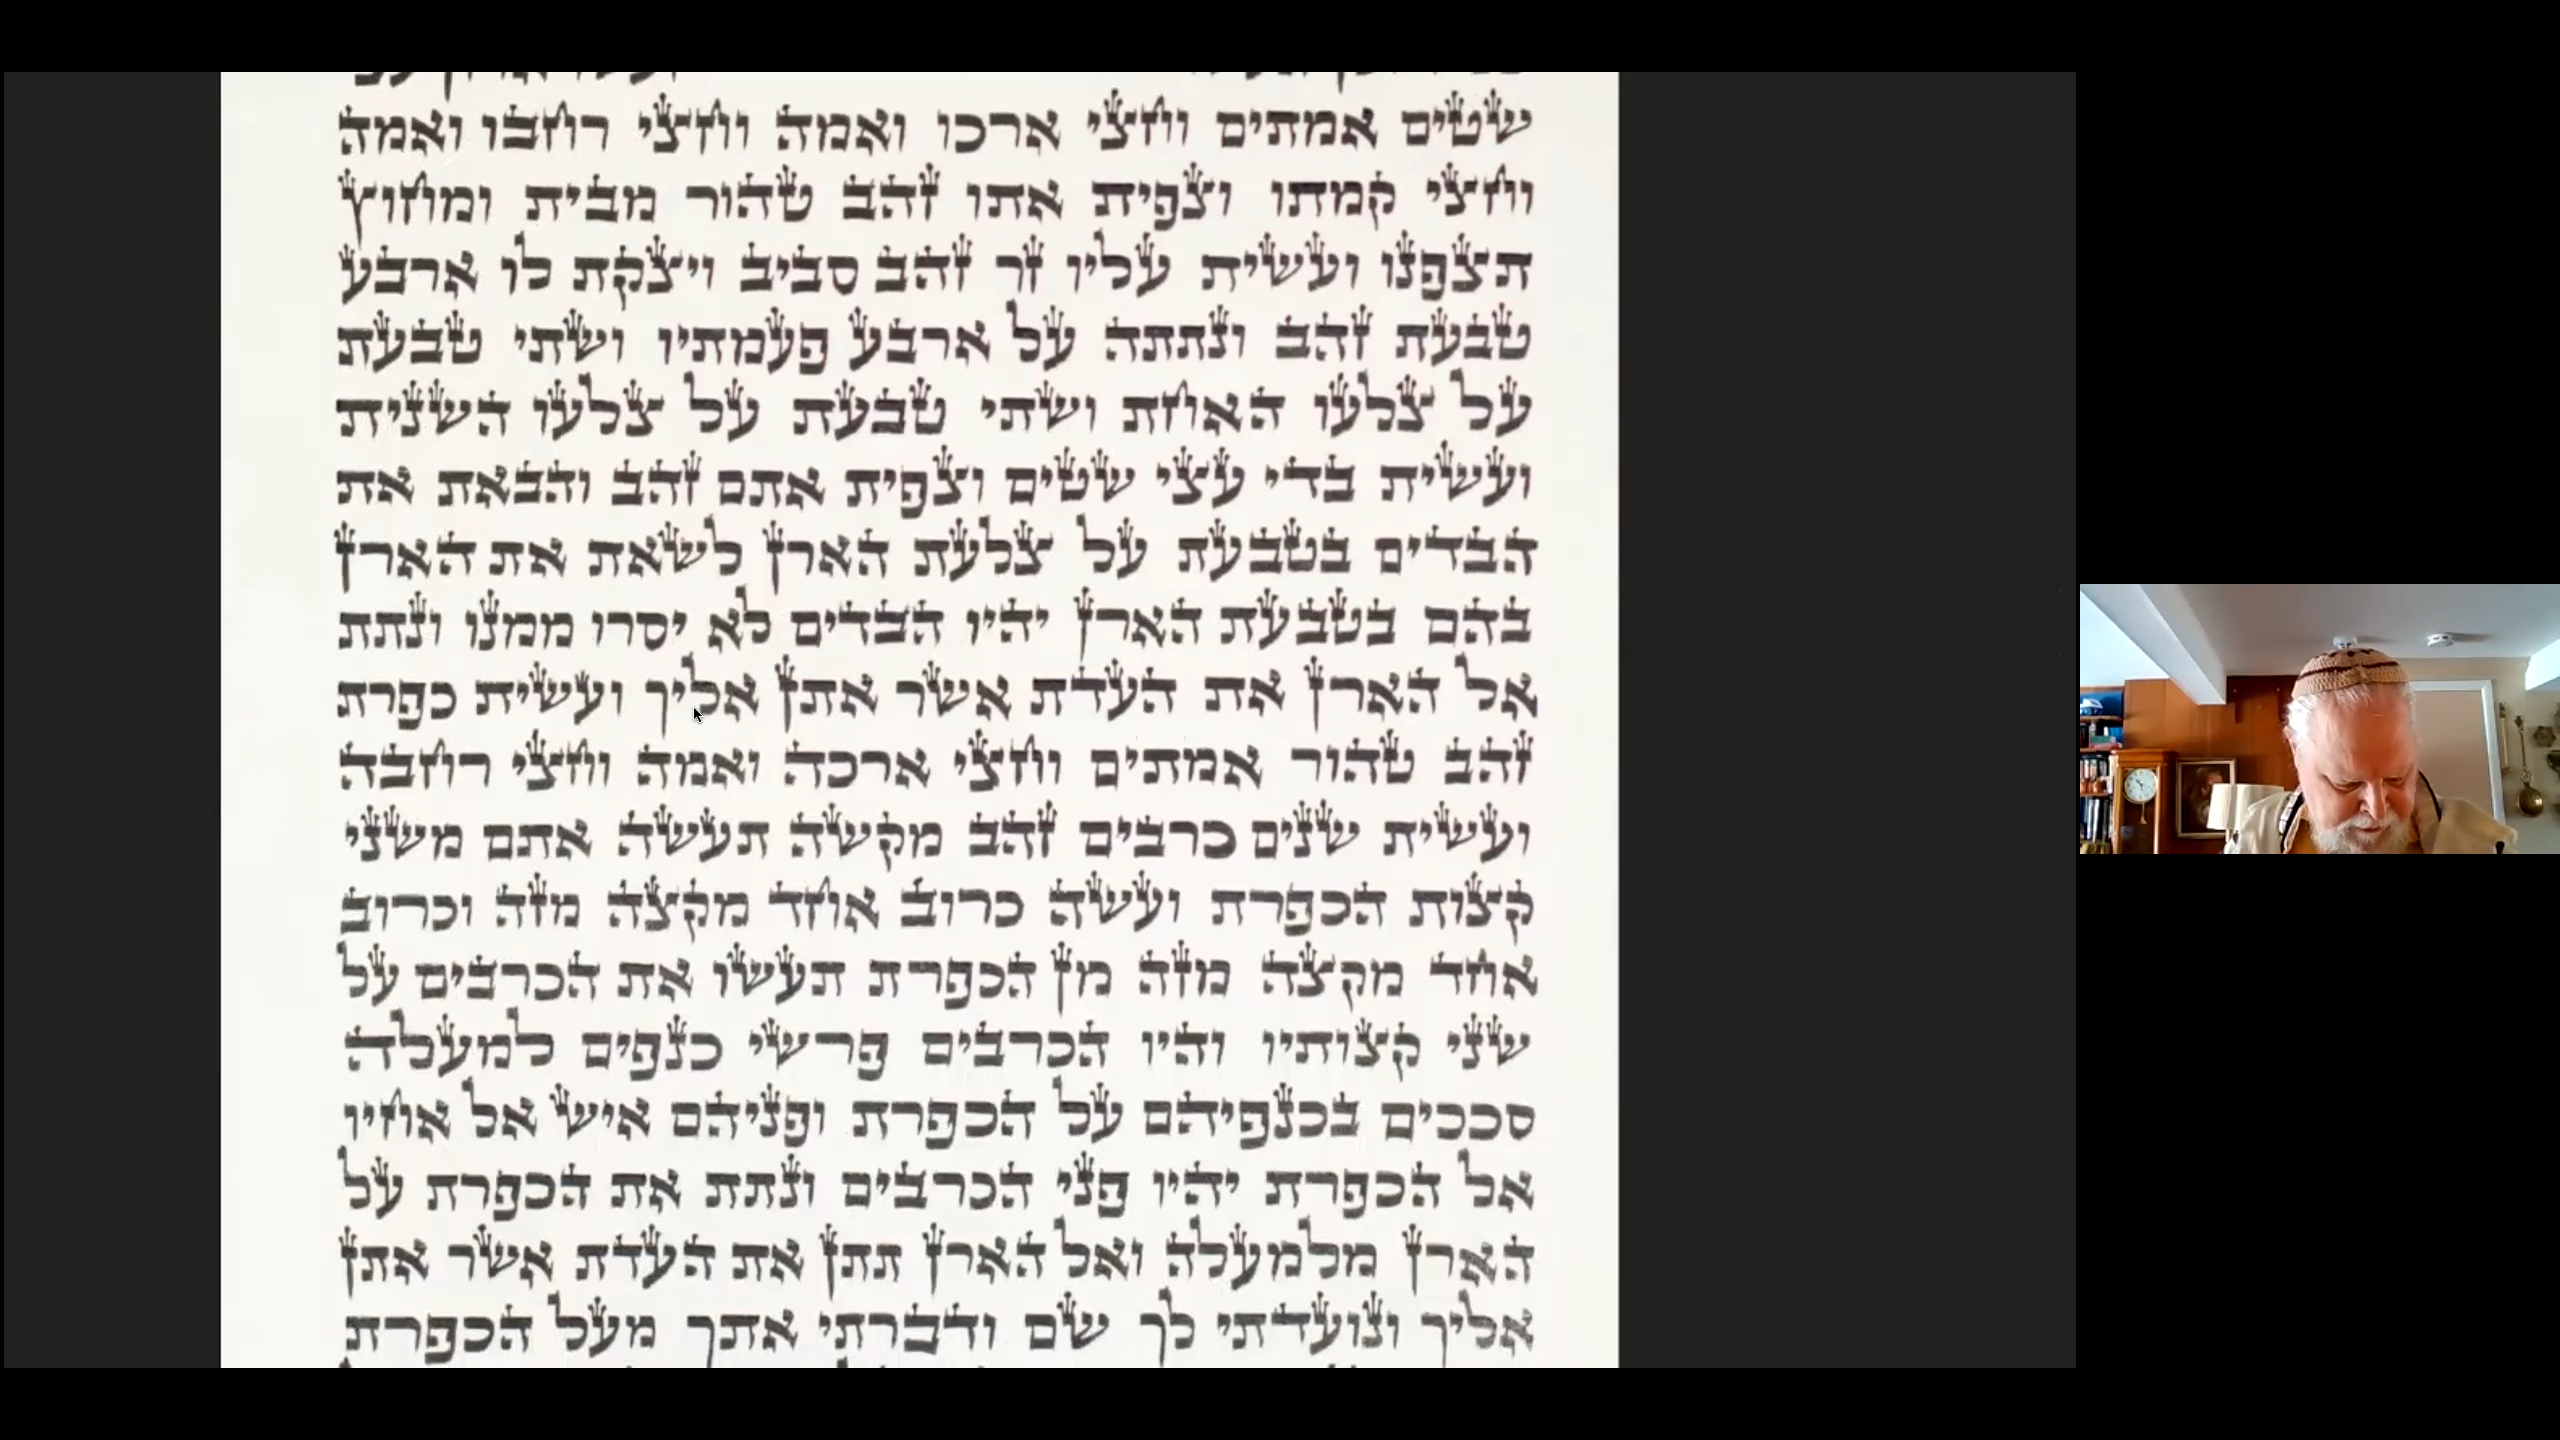 שטים אמתים וחצי ארכו ואמה וחצי רחבו ואמה
וחצי קמתו וצפית אתו זהב טהור מבית ומחוץ
תצפנו ועשית עליו זר זהב סביב ויצקת לו ארבע
טבעת זהב ונתתה על ארבע פעמתיו ושתי טבעת
על צלעו האחת ושתי טבעת על צלעו השנית
ועשית בדי עצי שטים וצפית אתם זהב והבאת את
הבדים בטבעת על צלעת הארן לשאת את הארן
בהם בטבעת הארן יהיו הבדים לא יסרו ממנו ונתת
אל הארן את העדת אשר אתן אליך ועשית כפרת
זהב טהור אמתים וחצי ארכה ואמה וחצי רחבה
ועשית שנים כרבים זהב מקשה תעשה אתם משני
קצות הכפרת ועשה כרוב אחד מקצה מזה וכרוב
אחד מקצה מזה מן הכפרת תעשו את הכרבים על
שני קצותיו והיו הכרבים פרשי כנפים למעלה
סככים בכנפיהם על הכפרת ופניהם איש אל אחיו
אל הכפרת יהיו פני הכרבים ונתת את הכפרת על
הארן מלמעלה ואל הארן תתן את העדת אשר אתן
אליך ונועדתי לך שם ודברתי אתך מעל הכפרת